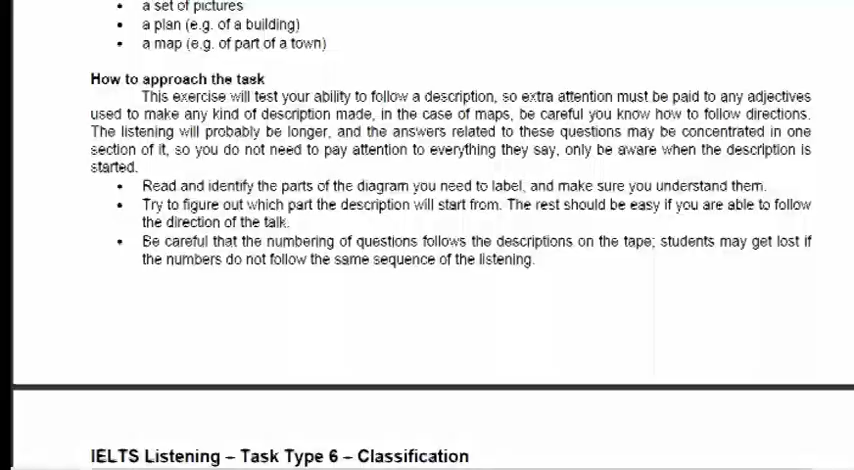 • a set of pictures
• a plan (e.g. of a building)
• a map (e.g. of part of a town)
How to approach the task
This exercise will test your ability to follow a description, so extra attention must be paid to any adjectives
used to make any kind of description made, in the case of maps, be careful you know how to follow directions.
The listening will probably be longer, and the answers related to these questions may be concentrated in one
section of it, so you do not need to pay attention to everything they say, only be aware when the description is
started.
• Read and identify the parts of the diagram you need to label, and make sure you understand them.
• Try to figure out which part the description will start from. The rest should be easy if you are able to follow
the direction of the talk.
• Be careful that the numbering of questions follows the descriptions on the tape; students may get lost if
the numbers do not follow the same sequence of the listening.
IELTS Listening – Task Type 6 – Classification